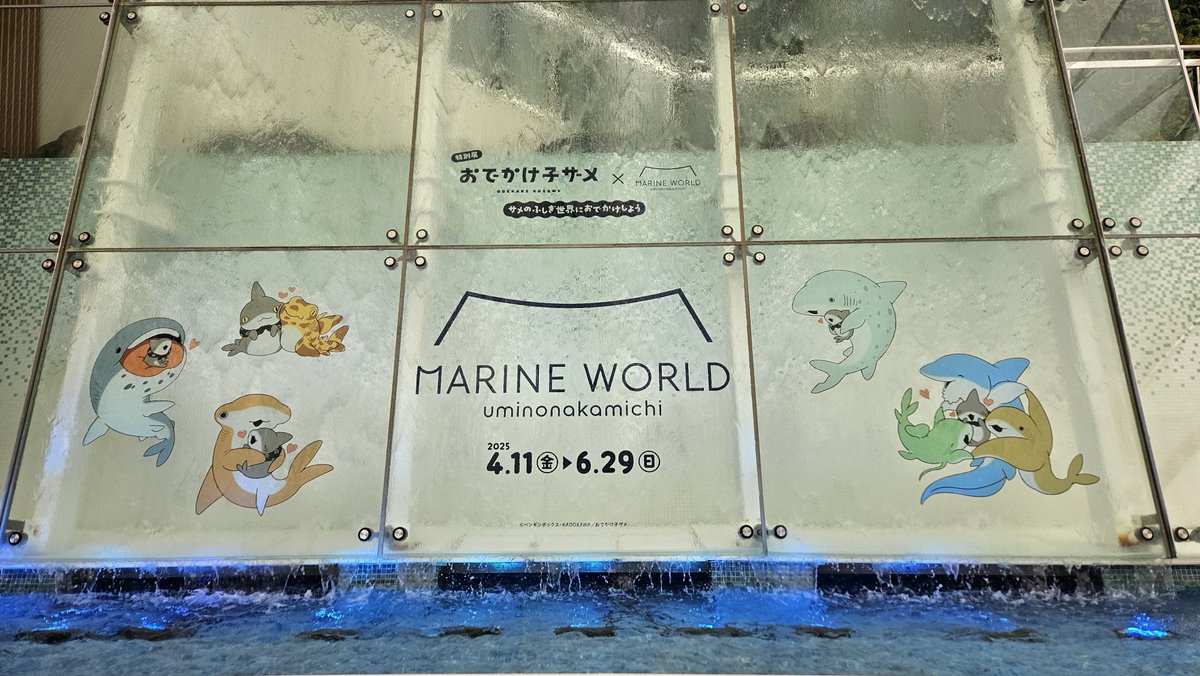 特別展
おでかけ子ザメ × MARINE WORLD
ODEKAKE KOZAME uminonakamichi
サメのふしぎ世界におでかけしよう
MARINE WORLD
uminonakamichi
2025
4.11金▶6.29日
©ペンギンボックス・KADOKAWA/おでかけ子ザメ